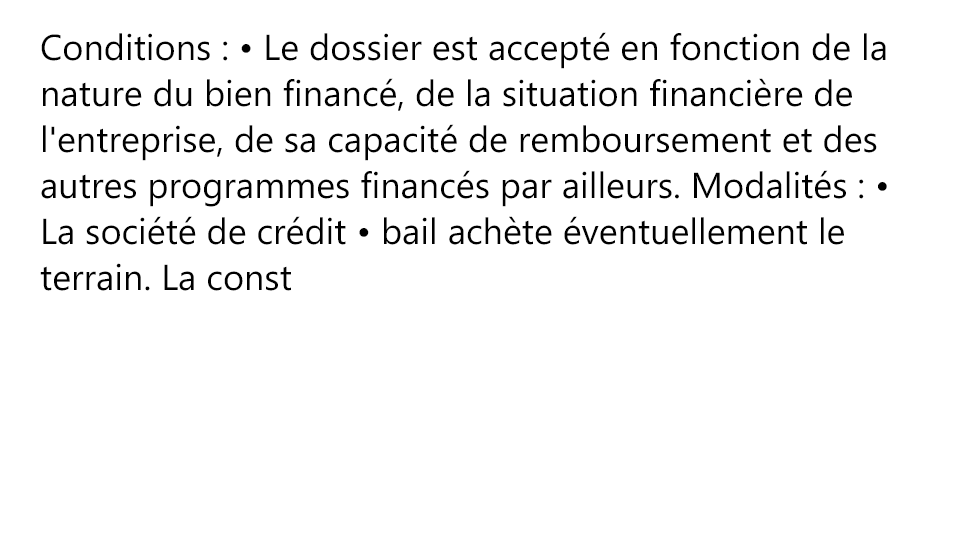 Conditions : • Le dossier est accepté en fonction de la
nature du bien financé, de la situation financière de
l'entreprise, de sa capacité de remboursement et des
autres programmes financés par ailleurs. Modalités : •
La société de crédit • bail achète éventuellement le
terrain. La const